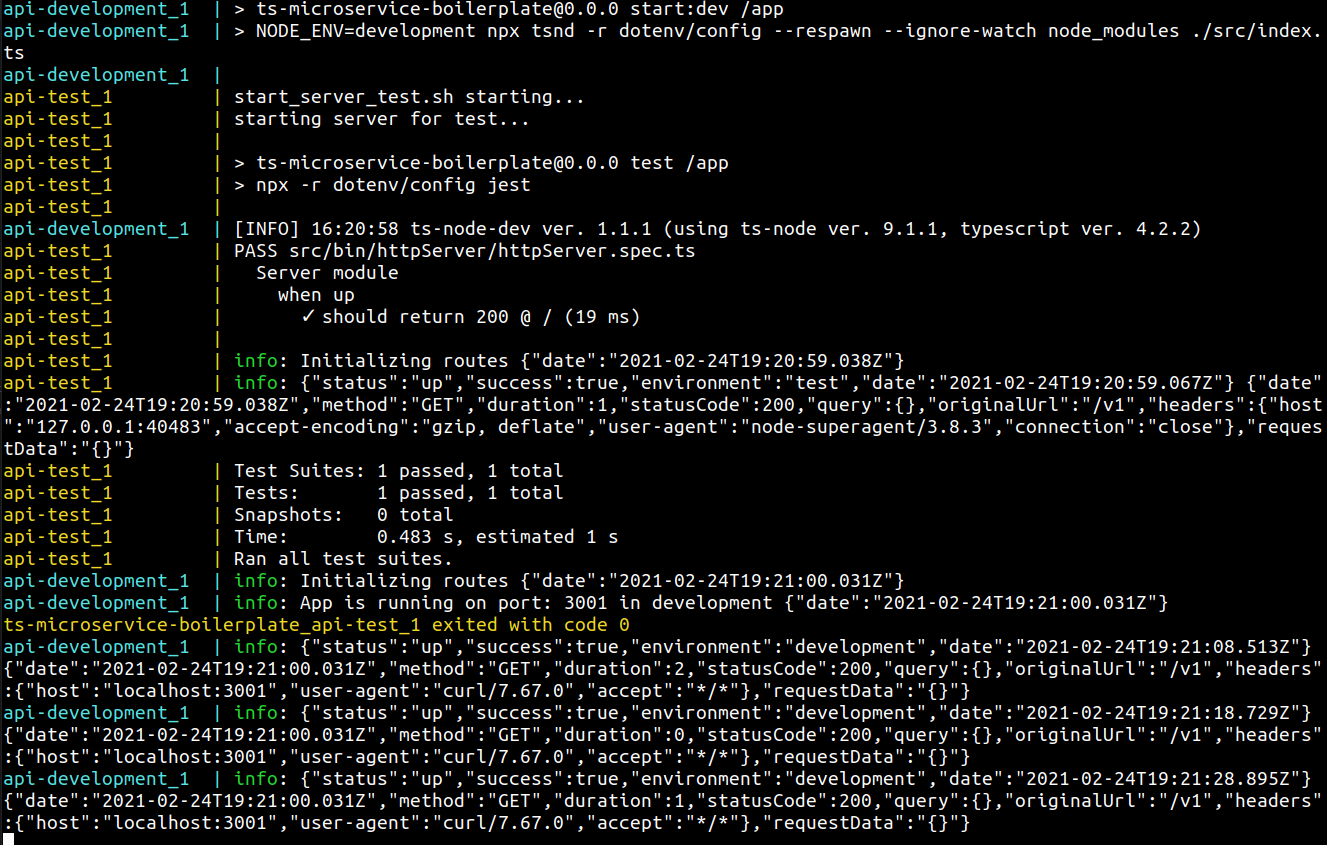 api-development_1  | > ts-microservice-boilerplate@0.0.0 start:dev /app
api-development_1  | > NODE_ENV=development npx tsnd -r dotenv/config --respawn --ignore-watch node_modules ./src/index.
ts
api-development_1  |
api-test_1         | start_server_test.sh starting...
api-test_1         | starting server for test...
api-test_1         |
api-test_1         | > ts-microservice-boilerplate@0.0.0 test /app
api-test_1         | > npx -r dotenv/config jest
api-test_1         |
api-development_1  | [INFO] 16:20:58 ts-node-dev ver. 1.1.1 (using ts-node ver. 9.1.1, typescript ver. 4.2.2)
api-test_1         | PASS src/bin/httpServer/httpServer.spec.ts
api-test_1         |   Server module
api-test_1         |     when up
api-test_1         |       ✓ should return 200 @ / (19 ms)
api-test_1         |
api-test_1         | info: Initializing routes {"date":"2021-02-24T19:20:59.038Z"}
api-test_1         | info: {"status":"up","success":true,"environment":"test","date":"2021-02-24T19:20:59.067Z"} {"date"
:"2021-02-24T19:20:59.038Z","method":"GET","duration":1,"statusCode":200,"query":{},"originalUrl":"/v1","headers":{"host
":"127.0.0.1:40483","accept-encoding":"gzip, deflate","user-agent":"node-superagent/3.8.3","connection":"close"},"reques
tData":"{}"}
api-test_1         | Test Suites: 1 passed, 1 total
api-test_1         | Tests:       1 passed, 1 total
api-test_1         | Snapshots:   0 total
api-test_1         | Time:        0.483 s, estimated 1 s
api-test_1         | Ran all test suites.
api-development_1  | info: Initializing routes {"date":"2021-02-24T19:21:00.031Z"}
api-development_1  | info: App is running on port: 3001 in development {"date":"2021-02-24T19:21:00.031Z"}
ts-microservice-boilerplate_api-test_1 exited with code 0
api-development_1  | info: {"status":"up","success":true,"environment":"development","date":"2021-02-24T19:21:08.513Z"}
{"date":"2021-02-24T19:21:00.031Z","method":"GET","duration":2,"statusCode":200,"query":{},"originalUrl":"/v1","headers"
:{"host":"localhost:3001","user-agent":"curl/7.67.0","accept":"*/*"},"requestData":"{}"}
api-development_1  | info: {"status":"up","success":true,"environment":"development","date":"2021-02-24T19:21:18.729Z"}
{"date":"2021-02-24T19:21:00.031Z","method":"GET","duration":0,"statusCode":200,"query":{},"originalUrl":"/v1","headers"
:{"host":"localhost:3001","user-agent":"curl/7.67.0","accept":"*/*"},"requestData":"{}"}
api-development_1  | info: {"status":"up","success":true,"environment":"development","date":"2021-02-24T19:21:28.895Z"}
{"date":"2021-02-24T19:21:00.031Z","method":"GET","duration":1,"statusCode":200,"query":{},"originalUrl":"/v1","headers"
:{"host":"localhost:3001","user-agent":"curl/7.67.0","accept":"*/*"},"requestData":"{}"}